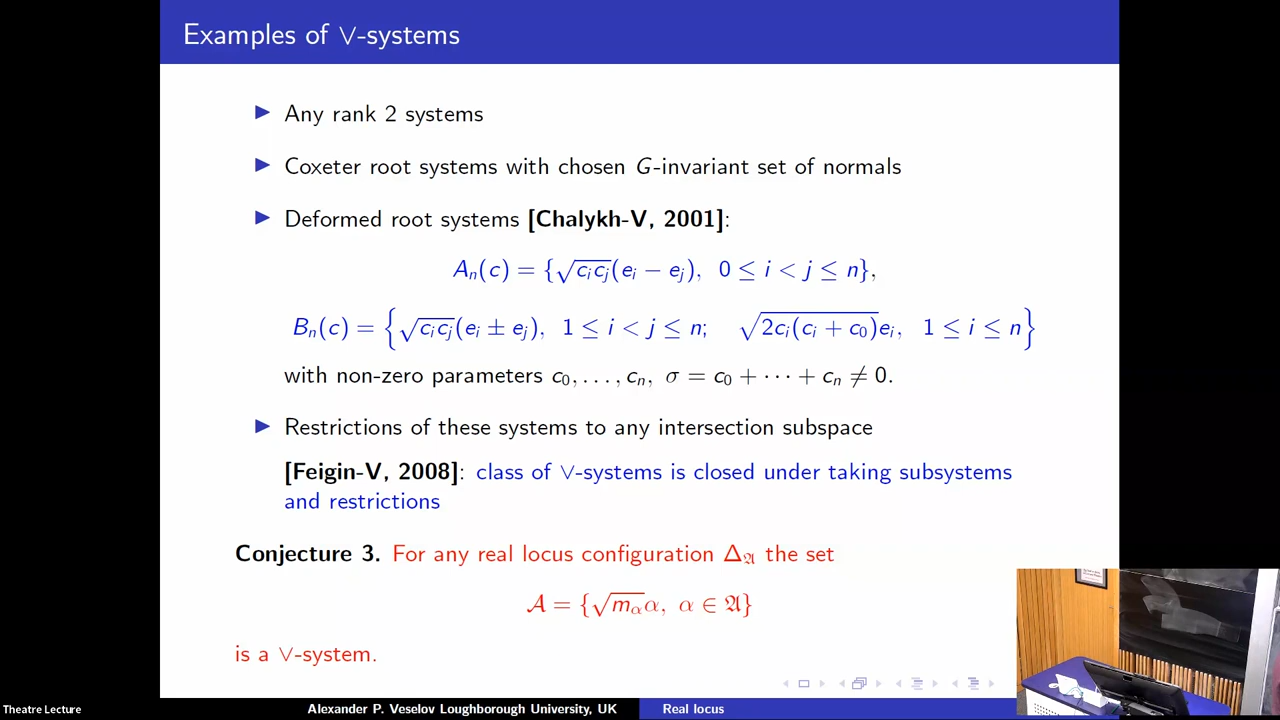 Examples of ∨-systems
▶ Any rank 2 systems
▶ Coxeter root systems with chosen G-invariant set of normals
▶ Deformed root systems [Chalykh-V, 2001]:
Aₙ(c) = {√(cᵢcⱼ)(eᵢ − eⱼ), 0 ≤ i < j ≤ n},
Bₙ(c) = {√(cᵢcⱼ)(eᵢ ± eⱼ), 1 ≤ i < j ≤ n; √(2cᵢ(cᵢ + c₀))eᵢ, 1 ≤ i ≤ n}
with non-zero parameters c₀, . . . , cₙ, σ = c₀ + · · · + cₙ ≠ 0.
▶ Restrictions of these systems to any intersection subspace
[Feigin-V, 2008]: class of ∨-systems is closed under taking subsystems
and restrictions
Conjecture 3. For any real locus configuration Δ_𝔄 the set
𝒜 = {√m_α α, α ∈ 𝔄}
is a ∨-system.
Theatre Lecture
Alexander P. Veselov Loughborough University, UK Real locus